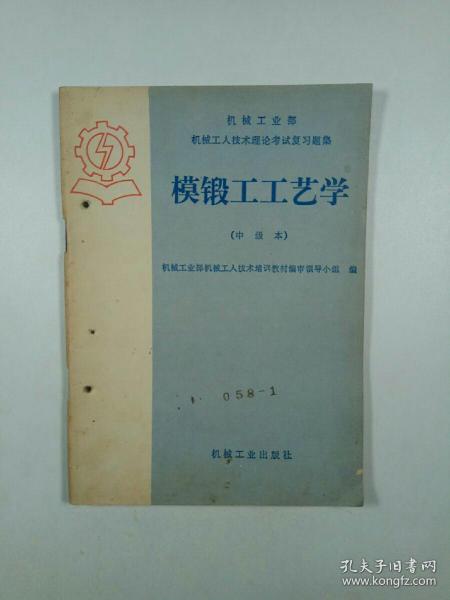 机械工业部
机械工人技术理论考试复习题集
模锻工工艺学
(中级本)
机械工业部机械工人技术培训教材编审领导小组 编
058-1
机械工业出版社
孔夫子旧书网
www.kongfz.com